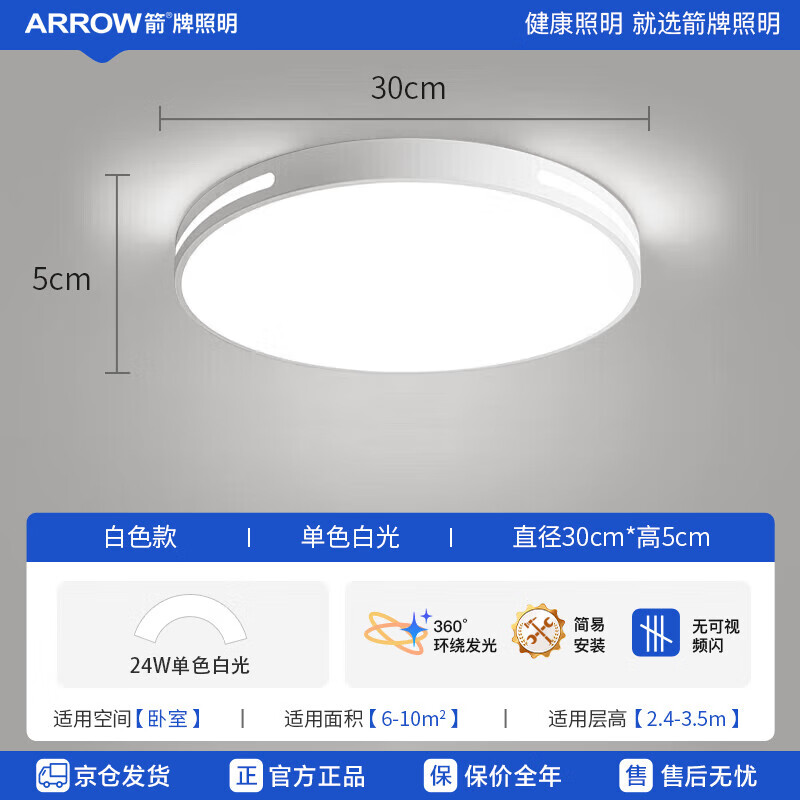 ARROW箭®牌照明
健康照明 就选箭牌照明
30cm
5cm
白色款 | 单色白光 | 直径30cm*高5cm
24W单色白光
360°
环绕发光
简易
安装
无可视
频闪
适用空间【卧室】 | 适用面积【6-10m²】 | 适用层高【2.4-3.5m】
京仓发货
正 官方正品
保 保价全年
售 售后无忧